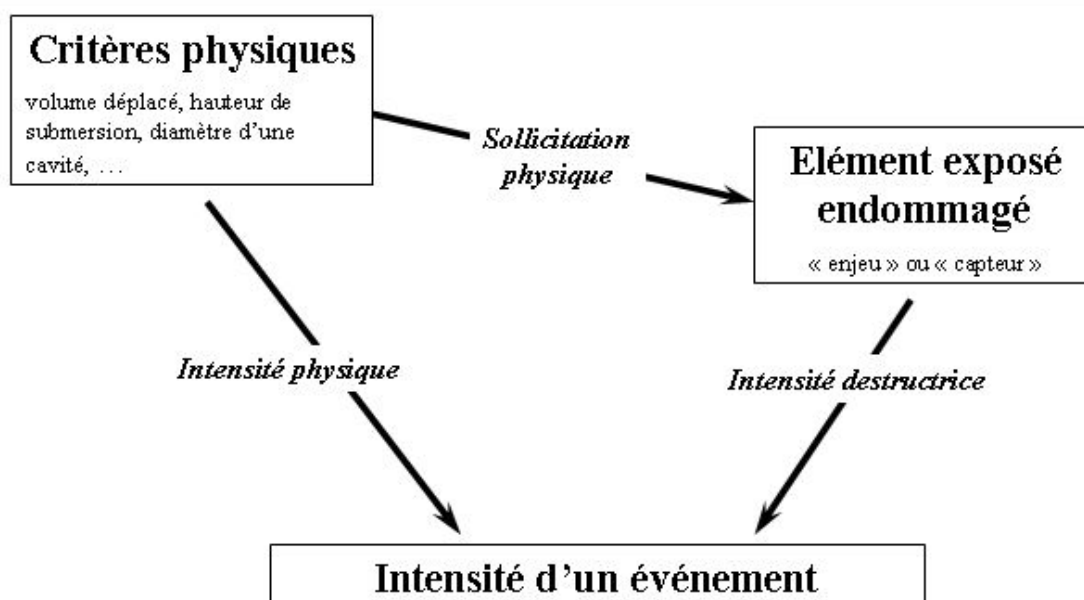 Critères physiques
volume déplacé, hauteur de
submersion, diamètre d'une
cavité, …
Sollicitation
physique
Elément exposé
endommagé
« enjeu » ou « capteur »
Intensité physique
Intensité destructrice
Intensité d'un événement